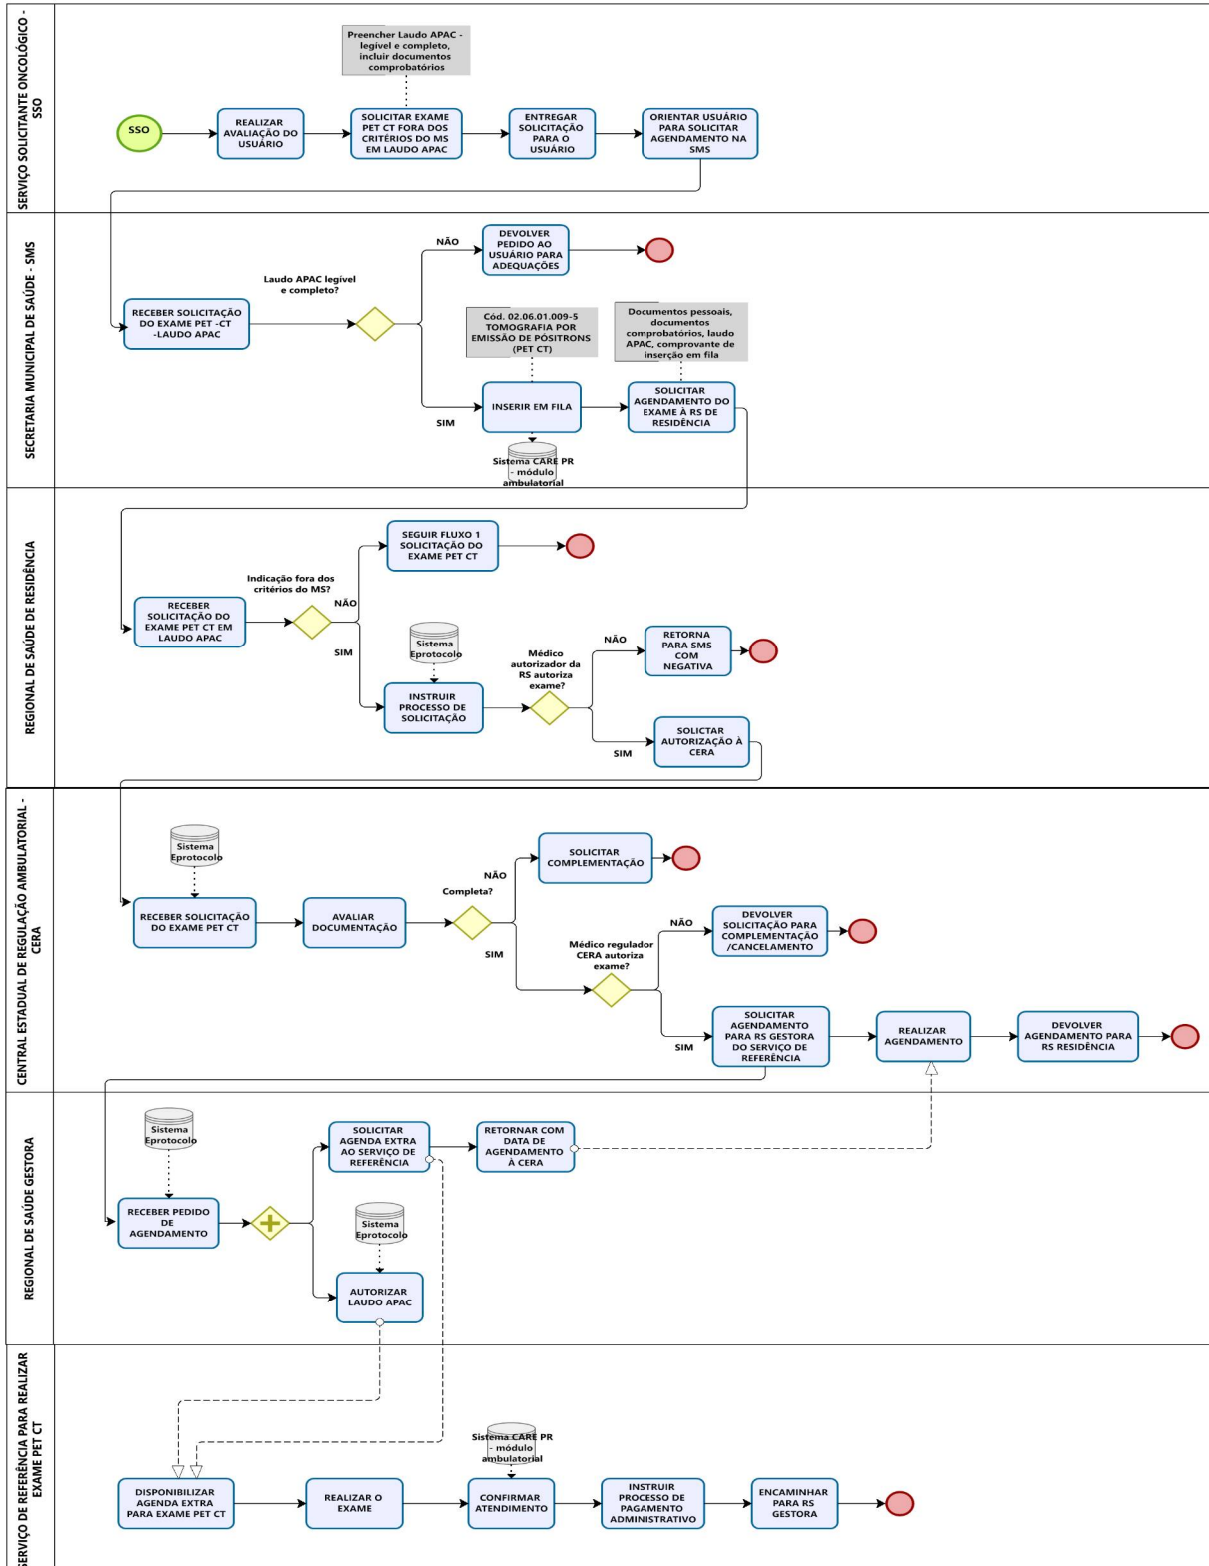 SERVIÇO SOLICITANTE ONCOLÓGICO -
SSO
Preencher Laudo APAC -
legível e completo,
incluir documentos
comprobatórios
SSO
REALIZAR
AVALIAÇÃO DO
USUÁRIO
SOLICITAR EXAME
PET CT FORA DOS
CRITÉRIOS DO MS
EM LAUDO APAC
ENTREGAR
SOLICITAÇÃO
PARA O
USUÁRIO
ORIENTAR USUÁRIO
PARA SOLICITAR
AGENDAMENTO NA
SMS
SECRETARIA MUNICIPAL DE SAÚDE - SMS
RECEBER SOLICITAÇÃO
DO EXAME PET -CT
-LAUDO APAC
Laudo APAC legível
e completo?
NÃO
DEVOLVER
PEDIDO AO
USUÁRIO PARA
ADEQUAÇÕES
Cód. 02.06.01.009-5
TOMOGRAFIA POR
EMISSÃO DE PÓSITRONS
(PET CT)
Documentos pessoais,
documentos
comprobatórios, laudo
APAC, comprovante de
inserção em fila
SIM
INSERIR EM FILA
SOLICITAR
AGENDAMENTO DO
EXAME À RS DE
RESIDÊNCIA
Sistema CARE PR
- módulo
ambulatorial
REGIONAL DE SAÚDE DE RESIDÊNCIA
RECEBER
SOLICITAÇÃO DO
EXAME PET CT EM
LAUDO APAC
Indicação fora dos
critérios do MS?
NÃO
SEGUIR FLUXO 1
SOLICITAÇÃO DO
EXAME PET CT
SIM
Sistema
Eprotocolo
INSTRUIR
PROCESSO DE
SOLICITAÇÃO
Médico
autorizador da
RS autoriza
exame?
NÃO
RETORNA
PARA SMS
COM
NEGATIVA
SIM
SOLICTAR
AUTORIZAÇÃO À
CERA
CENTRAL ESTADUAL DE REGULAÇÃO AMBULATORIAL -
CERA
Sistema
Eprotocolo
RECEBER SOLICITAÇÃO
DO EXAME PET CT
AVALIAR
DOCUMENTAÇÃO
Completa?
NÃO
SOLICITAR
COMPLEMENTAÇÃO
SIM
Médico regulador
CERA autoriza
exame?
NÃO
DEVOLVER
SOLICITAÇÃO PARA
COMPLEMENTAÇÃO
/CANCELAMENTO
SIM
SOLICITAR
AGENDAMENTO
PARA RS GESTORA
DO SERVIÇO DE
REFERÊNCIA
REALIZAR
AGENDAMENTO
DEVOLVER
AGENDAMENTO PARA
RS RESIDÊNCIA
REGIONAL DE SAÚDE GESTORA
Sistema
Eprotocolo
RECEBER PEDIDO
DE
AGENDAMENTO
SOLICITAR
AGENDA EXTRA
AO SERVIÇO DE
REFERÊNCIA
RETORNAR COM
DATA DE
AGENDAMENTO
À CERA
Sistema
Eprotocolo
AUTORIZAR
LAUDO APAC
SERVIÇO DE REFERÊNCIA PARA REALIZAR
EXAME PET CT
DISPONIBILIZAR
AGENDA EXTRA
PARA EXAME PET CT
REALIZAR O
EXAME
Sistema CARE PR
- módulo
ambulatorial
CONFIRMAR
ATENDIMENTO
INSTRUIR
PROCESSO DE
PAGAMENTO
ADMINISTRATIVO
ENCAMINHAR
PARA RS
GESTORA